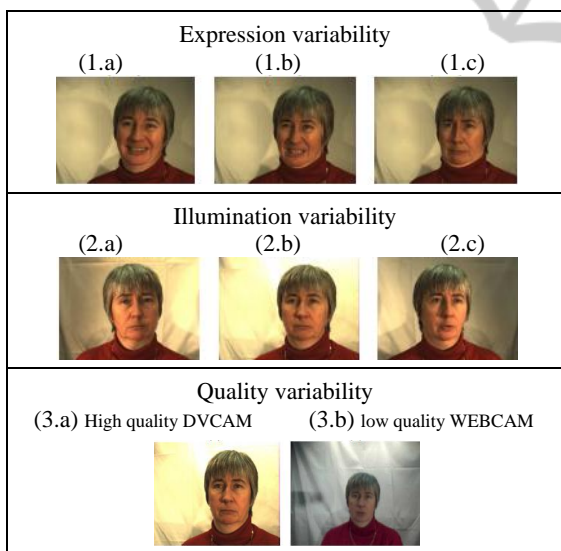 Expression variability
(1.a) (1.b) (1.c)
Illumination variability
(2.a) (2.b) (2.c)
Quality variability
(3.a) High quality DVCAM (3.b) low quality WEBCAM